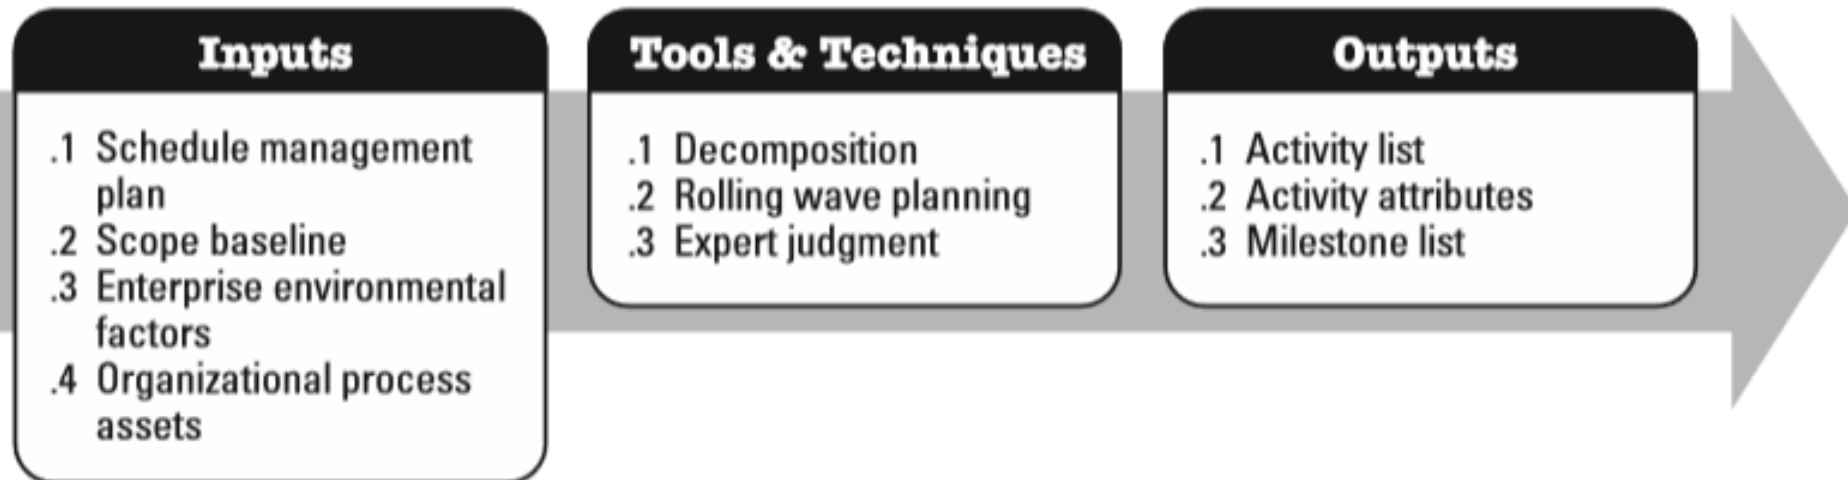 Inputs
.1 Schedule management
plan
.2 Scope baseline
.3 Enterprise environmental
factors
.4 Organizational process
assets
Tools & Techniques
.1 Decomposition
.2 Rolling wave planning
.3 Expert judgment
Outputs
.1 Activity list
.2 Activity attributes
.3 Milestone list